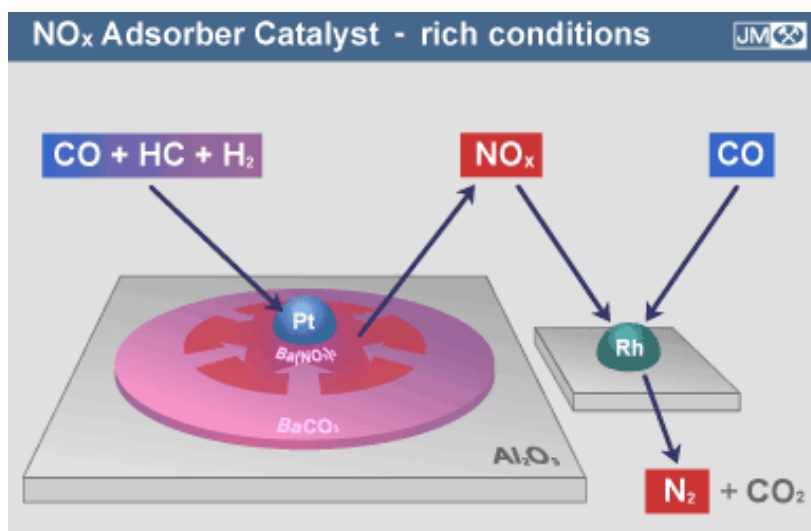 NOₓ Adsorber Catalyst - rich conditions
JM
CO + HC + H₂
NOₓ
CO
Pt
Ba(NO₃)₂
Rh
BaCO₃
Al₂O₃
N₂ + CO₂